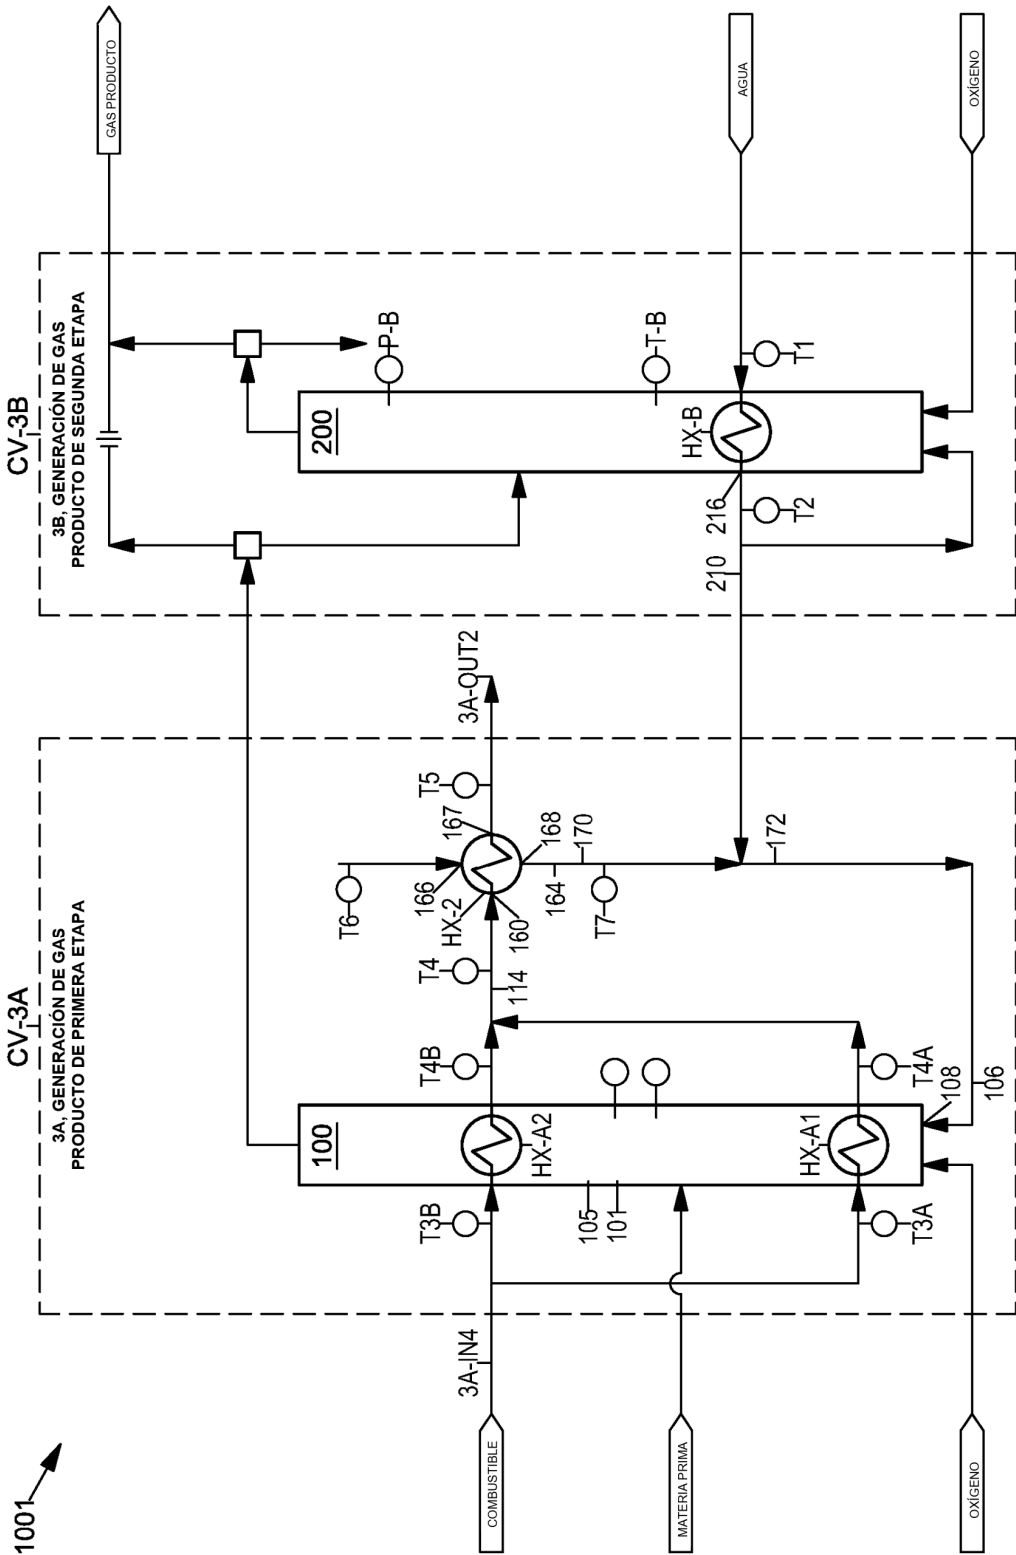 1001
CV-3A
3A, GENERACIÓN DE GAS
PRODUCTO DE PRIMERA ETAPA
CV-3B
3B, GENERACIÓN DE GAS
PRODUCTO DE SEGUNDA ETAPA
GAS PRODUCTO
100
200
P-B
T-B
T6
3A-OUT2
T5
167
166
HX-2
160
168
170
164
T7
T4
114
T4B
T3B
HX-A2
3A-IN4
COMBUSTIBLE
105
101
MATERIA PRIMA
HX-A1
T4A
T3A
108
106
172
210
216
T2
HX-B
T1
AGUA
OXÍGENO
OXÍGENO